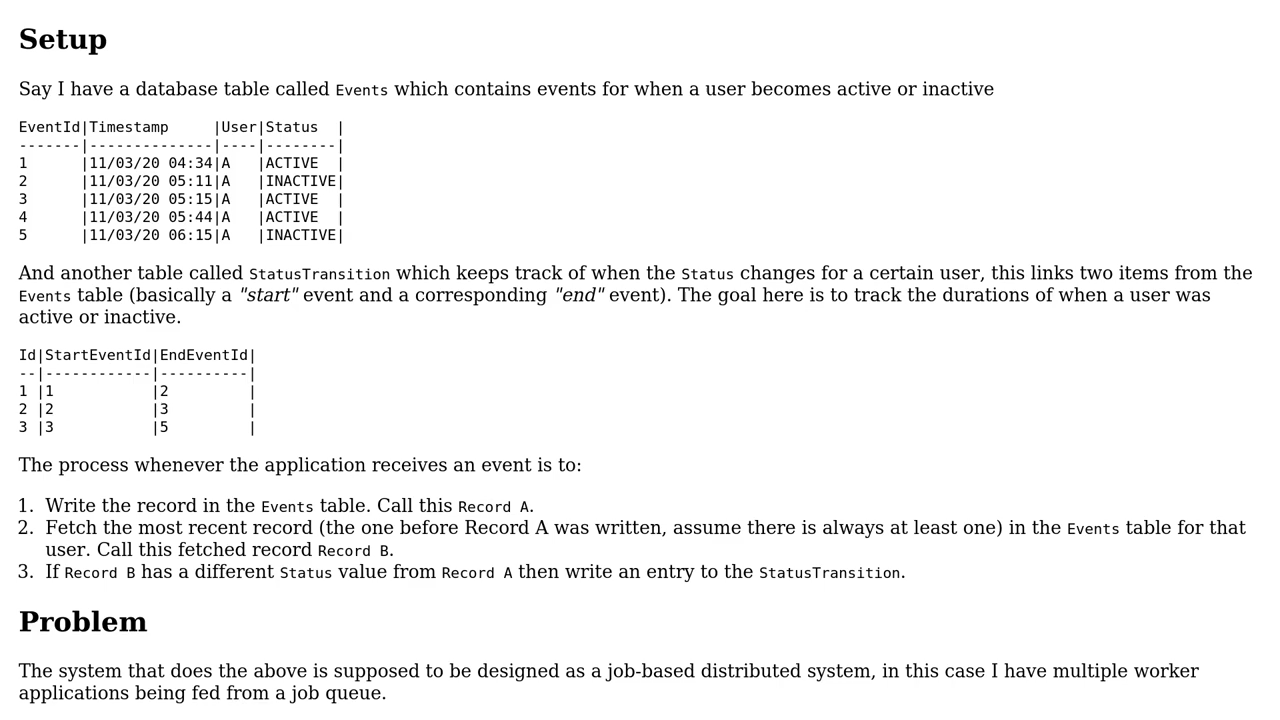 Setup
Say I have a database table called Events which contains events for when a user becomes active or inactive
EventId|Timestamp     |User|Status  |
-------|--------------|----|--------|
1      |11/03/20 04:34|A   |ACTIVE  |
2      |11/03/20 05:11|A   |INACTIVE|
3      |11/03/20 05:15|A   |ACTIVE  |
4      |11/03/20 05:44|A   |ACTIVE  |
5      |11/03/20 06:15|A   |INACTIVE|
And another table called StatusTransition which keeps track of when the Status changes for a certain user, this links two items from the
Events table (basically a "start" event and a corresponding "end" event). The goal here is to track the durations of when a user was
active or inactive.
Id|StartEventId|EndEventId|
--|------------|----------|
1 |1           |2         |
2 |2           |3         |
3 |3           |5         |
The process whenever the application receives an event is to:
1. Write the record in the Events table. Call this Record A.
2. Fetch the most recent record (the one before Record A was written, assume there is always at least one) in the Events table for that
user. Call this fetched record Record B.
3. If Record B has a different Status value from Record A then write an entry to the StatusTransition.
Problem
The system that does the above is supposed to be designed as a job-based distributed system, in this case I have multiple worker
applications being fed from a job queue.